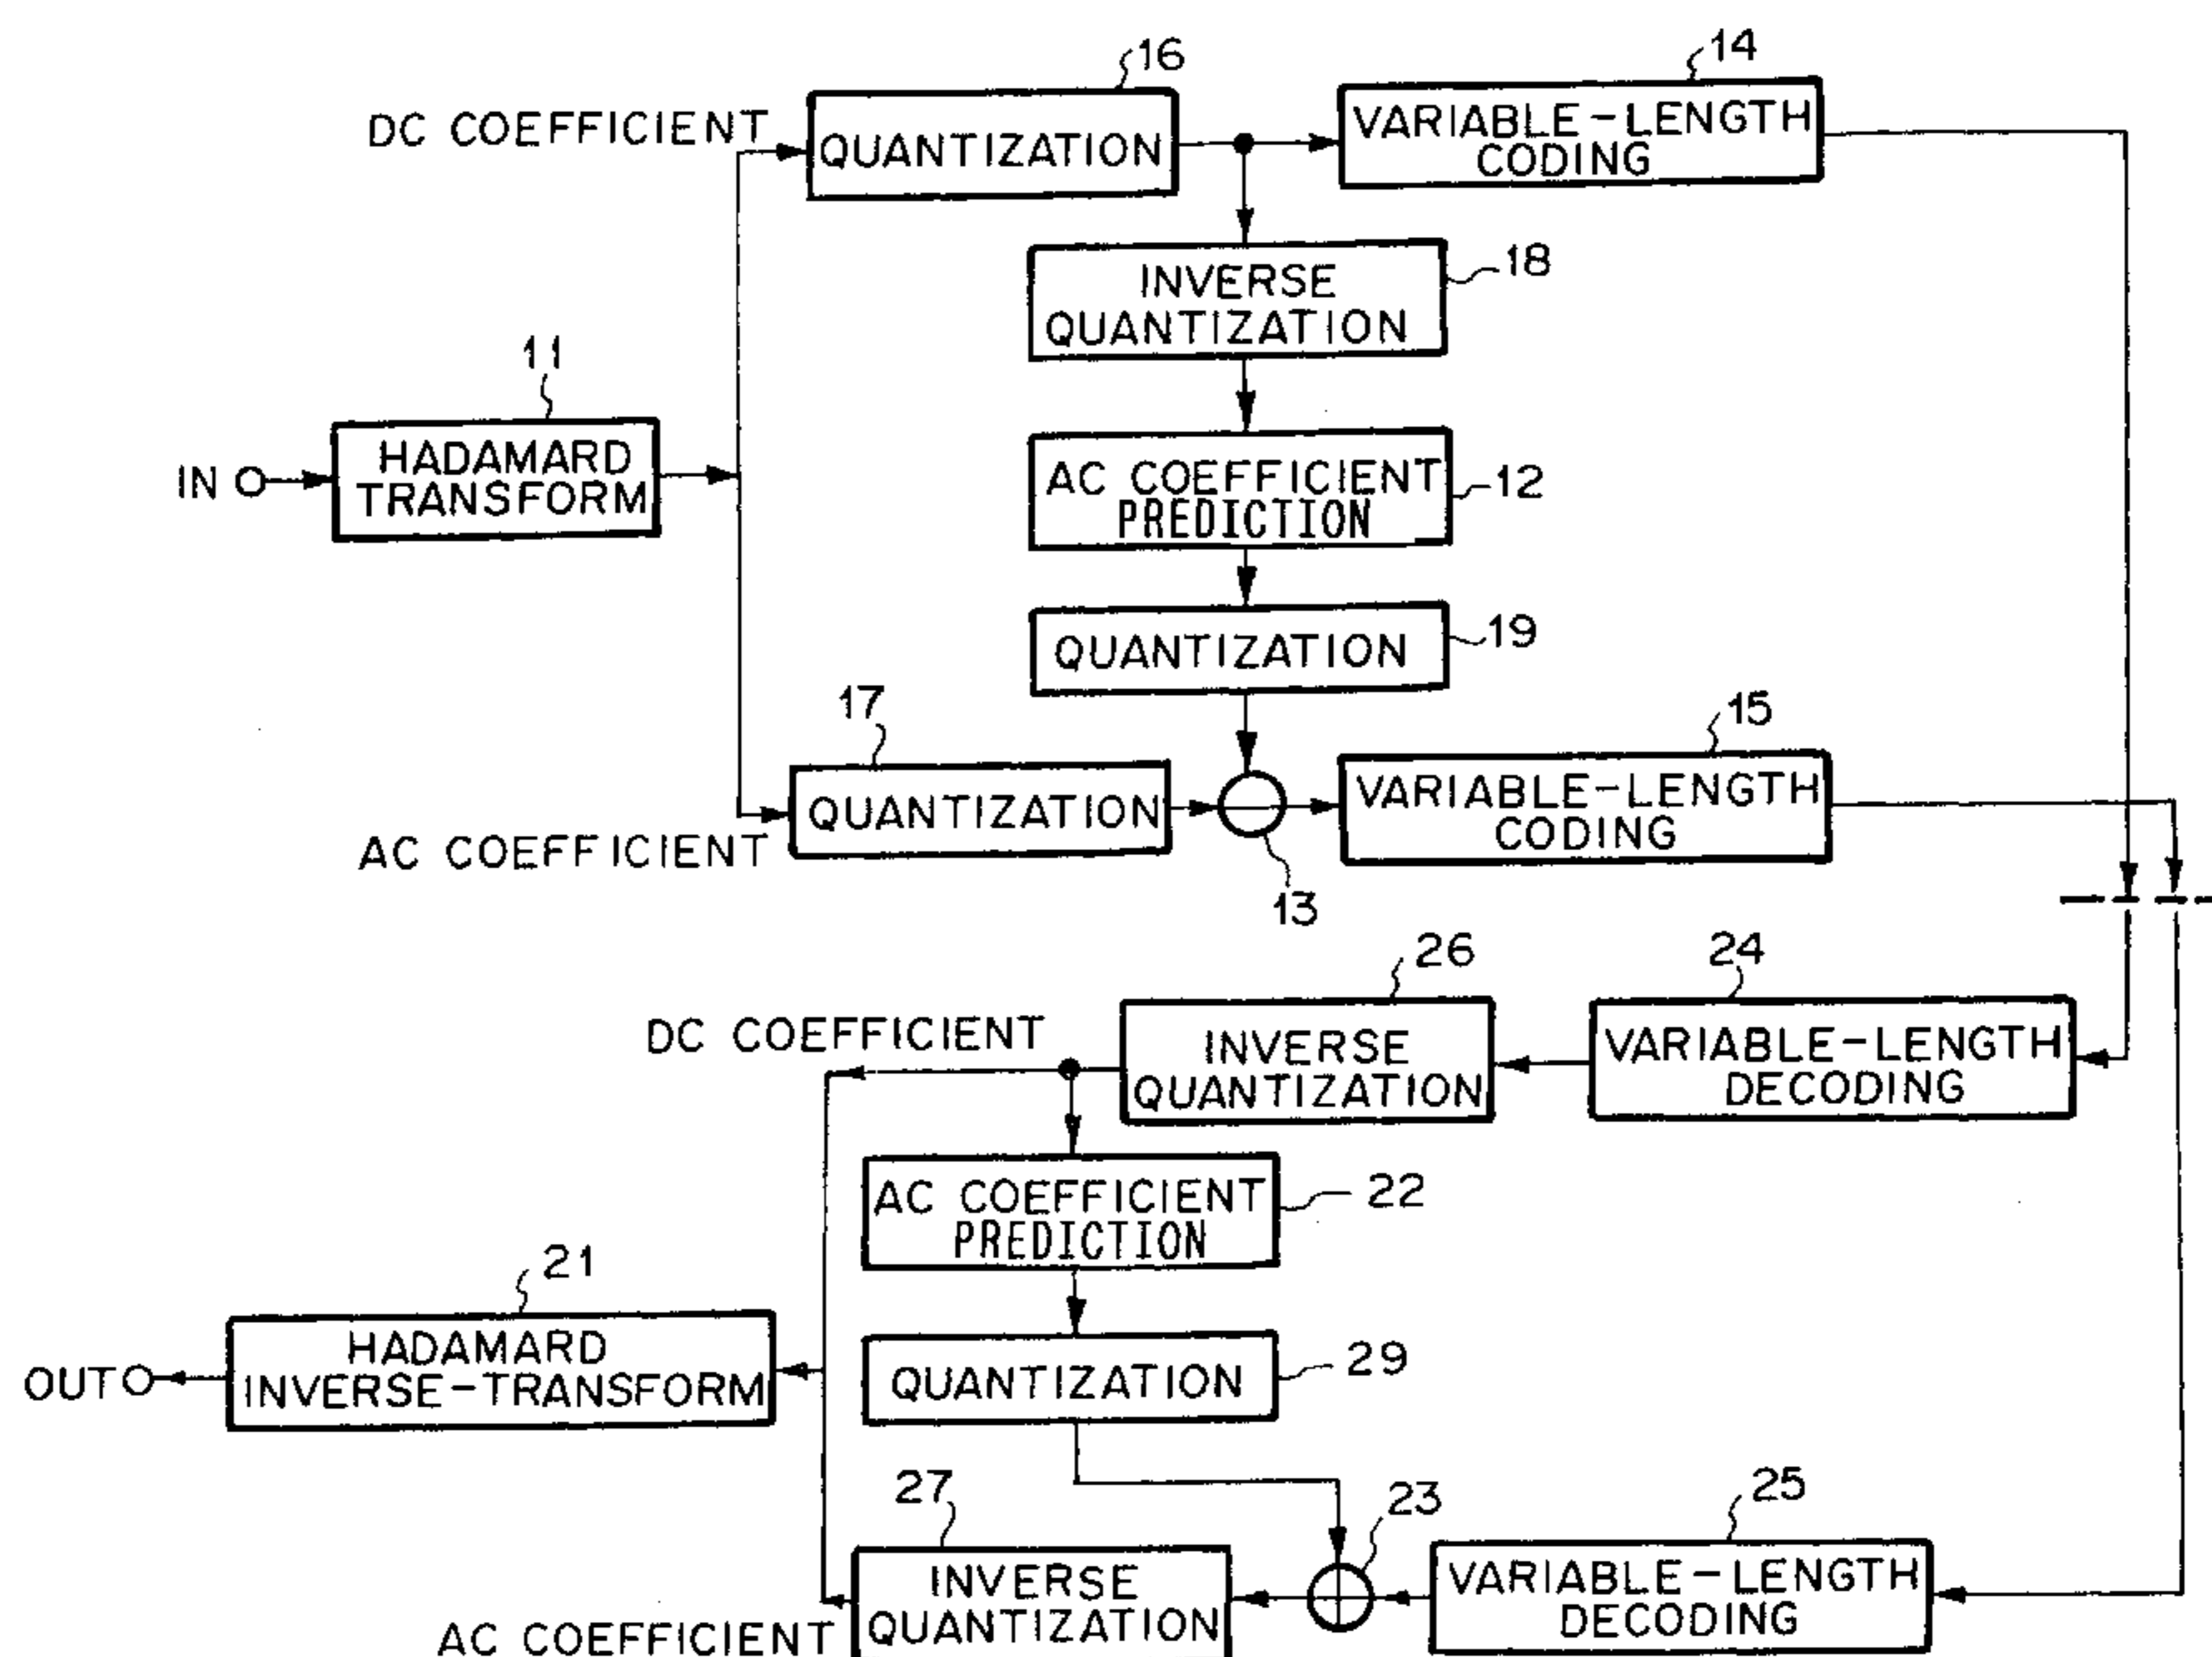 16
14
DC COEFFICIENT
QUANTIZATION
VARIABLE-LENGTH
CODING
INVERSE
QUANTIZATION
18
11
HADAMARD
TRANSFORM
IN
AC COEFFICIENT
PREDICTION
12
QUANTIZATION
19
17
15
QUANTIZATION
VARIABLE-LENGTH
CODING
AC COEFFICIENT
13
26
24
DC COEFFICIENT
INVERSE
QUANTIZATION
VARIABLE-LENGTH
DECODING
AC COEFFICIENT
PREDICTION
22
21
HADAMARD
INVERSE-TRANSFORM
OUT
QUANTIZATION
29
27
23
25
INVERSE
QUANTIZATION
VARIABLE-LENGTH
DECODING
AC COEFFICIENT